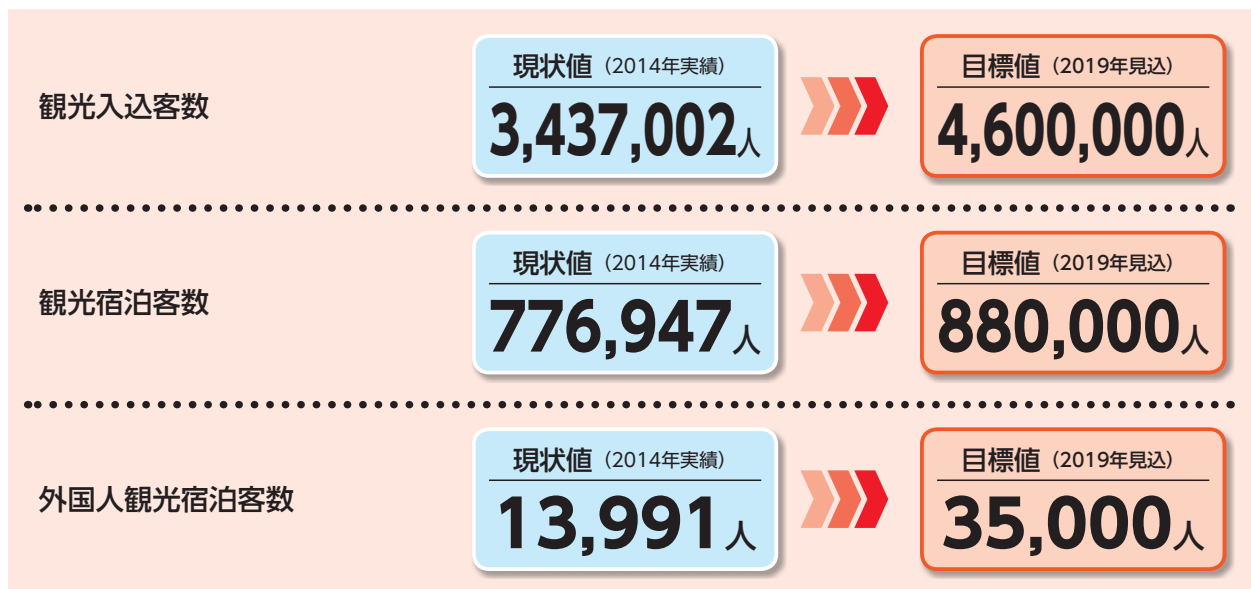 観光入込客数
現状値（2014年実績）
3,437,002人
目標値（2019年見込）
4,600,000人
観光宿泊客数
現状値（2014年実績）
776,947人
目標値（2019年見込）
880,000人
外国人観光宿泊客数
現状値（2014年実績）
13,991人
目標値（2019年見込）
35,000人